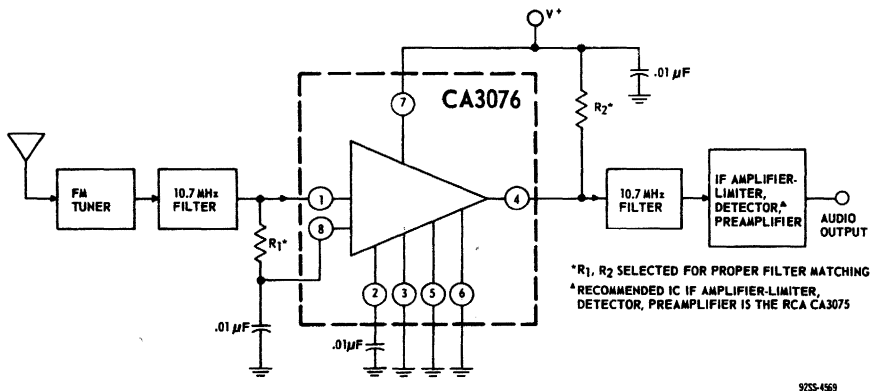 V+
.01 µF
CA3076
7
R2*
FM
TUNER
10.7 MHz
FILTER
1
8
4
10.7 MHz
FILTER
IF AMPLIFIER-
LIMITER,
DETECTOR,Δ
PREAMPLIFIER
AUDIO
OUTPUT
R1*
2
3
5
6
.01 µF
.01µF
*R1, R2 SELECTED FOR PROPER FILTER MATCHING
Δ RECOMMENDED IC IF AMPLIFIER-LIMITER,
DETECTOR, PREAMPLIFIER IS THE RCA CA3075
92SS-4569